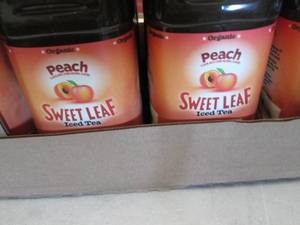 Organic
Peach
SWEET LEAF
Iced Tea
Organic
Peach
SWEET LEAF
Iced Tea